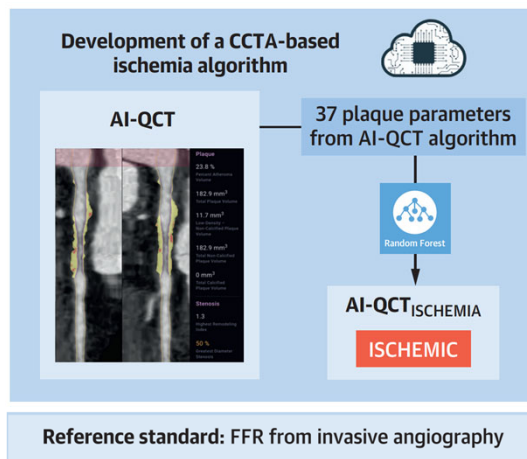 Development of a CCTA-based
ischemia algorithm
AI-QCT
37 plaque parameters
from AI-QCT algorithm
Plaque
23.8 %
Percent Atheroma
Volume
182.9 mm³
Total Plaque Volume
11.7 mm³
Low-Density –
Non-Calcified Plaque
Volume
182.9 mm³
Total Non-Calcified
Plaque Volume
0 mm³
Calcified Plaque
Volume
Stenosis
1.3
Highest Remodeling
Index
50 %
Greatest Diameter
Stenosis
Random Forest
AI-QCTISCHEMIA
ISCHEMIC
Reference standard: FFR from invasive angiography